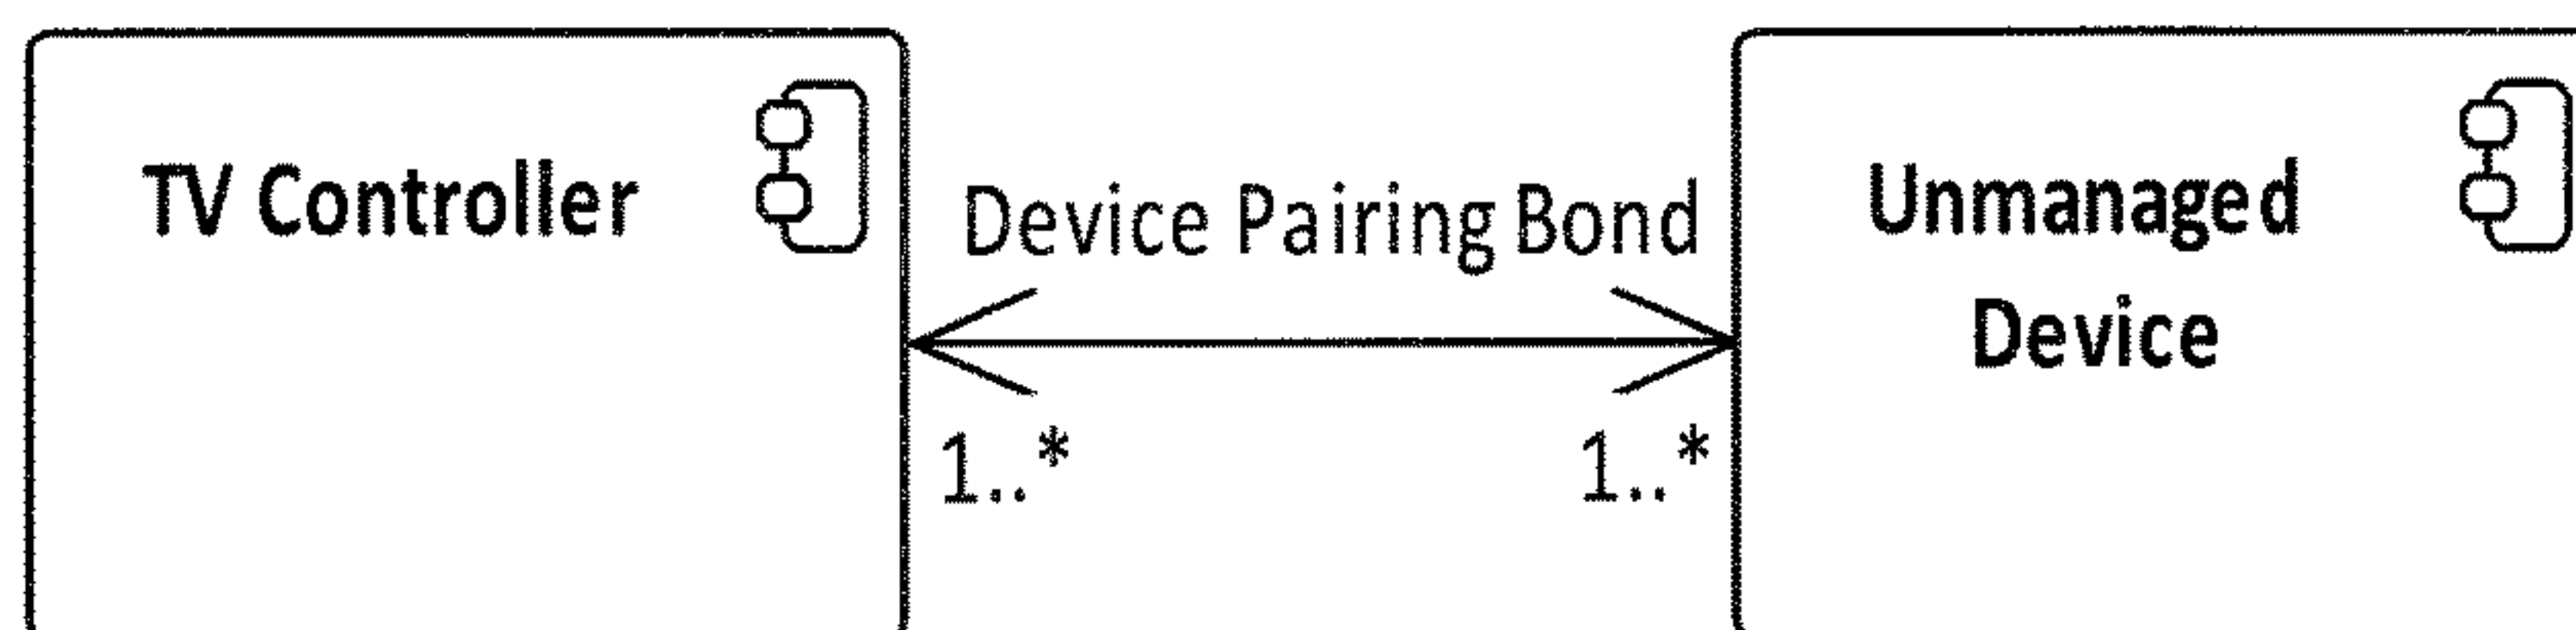 TV Controller
Device Pairing Bond
1..*
1..*
Unmanaged
Device